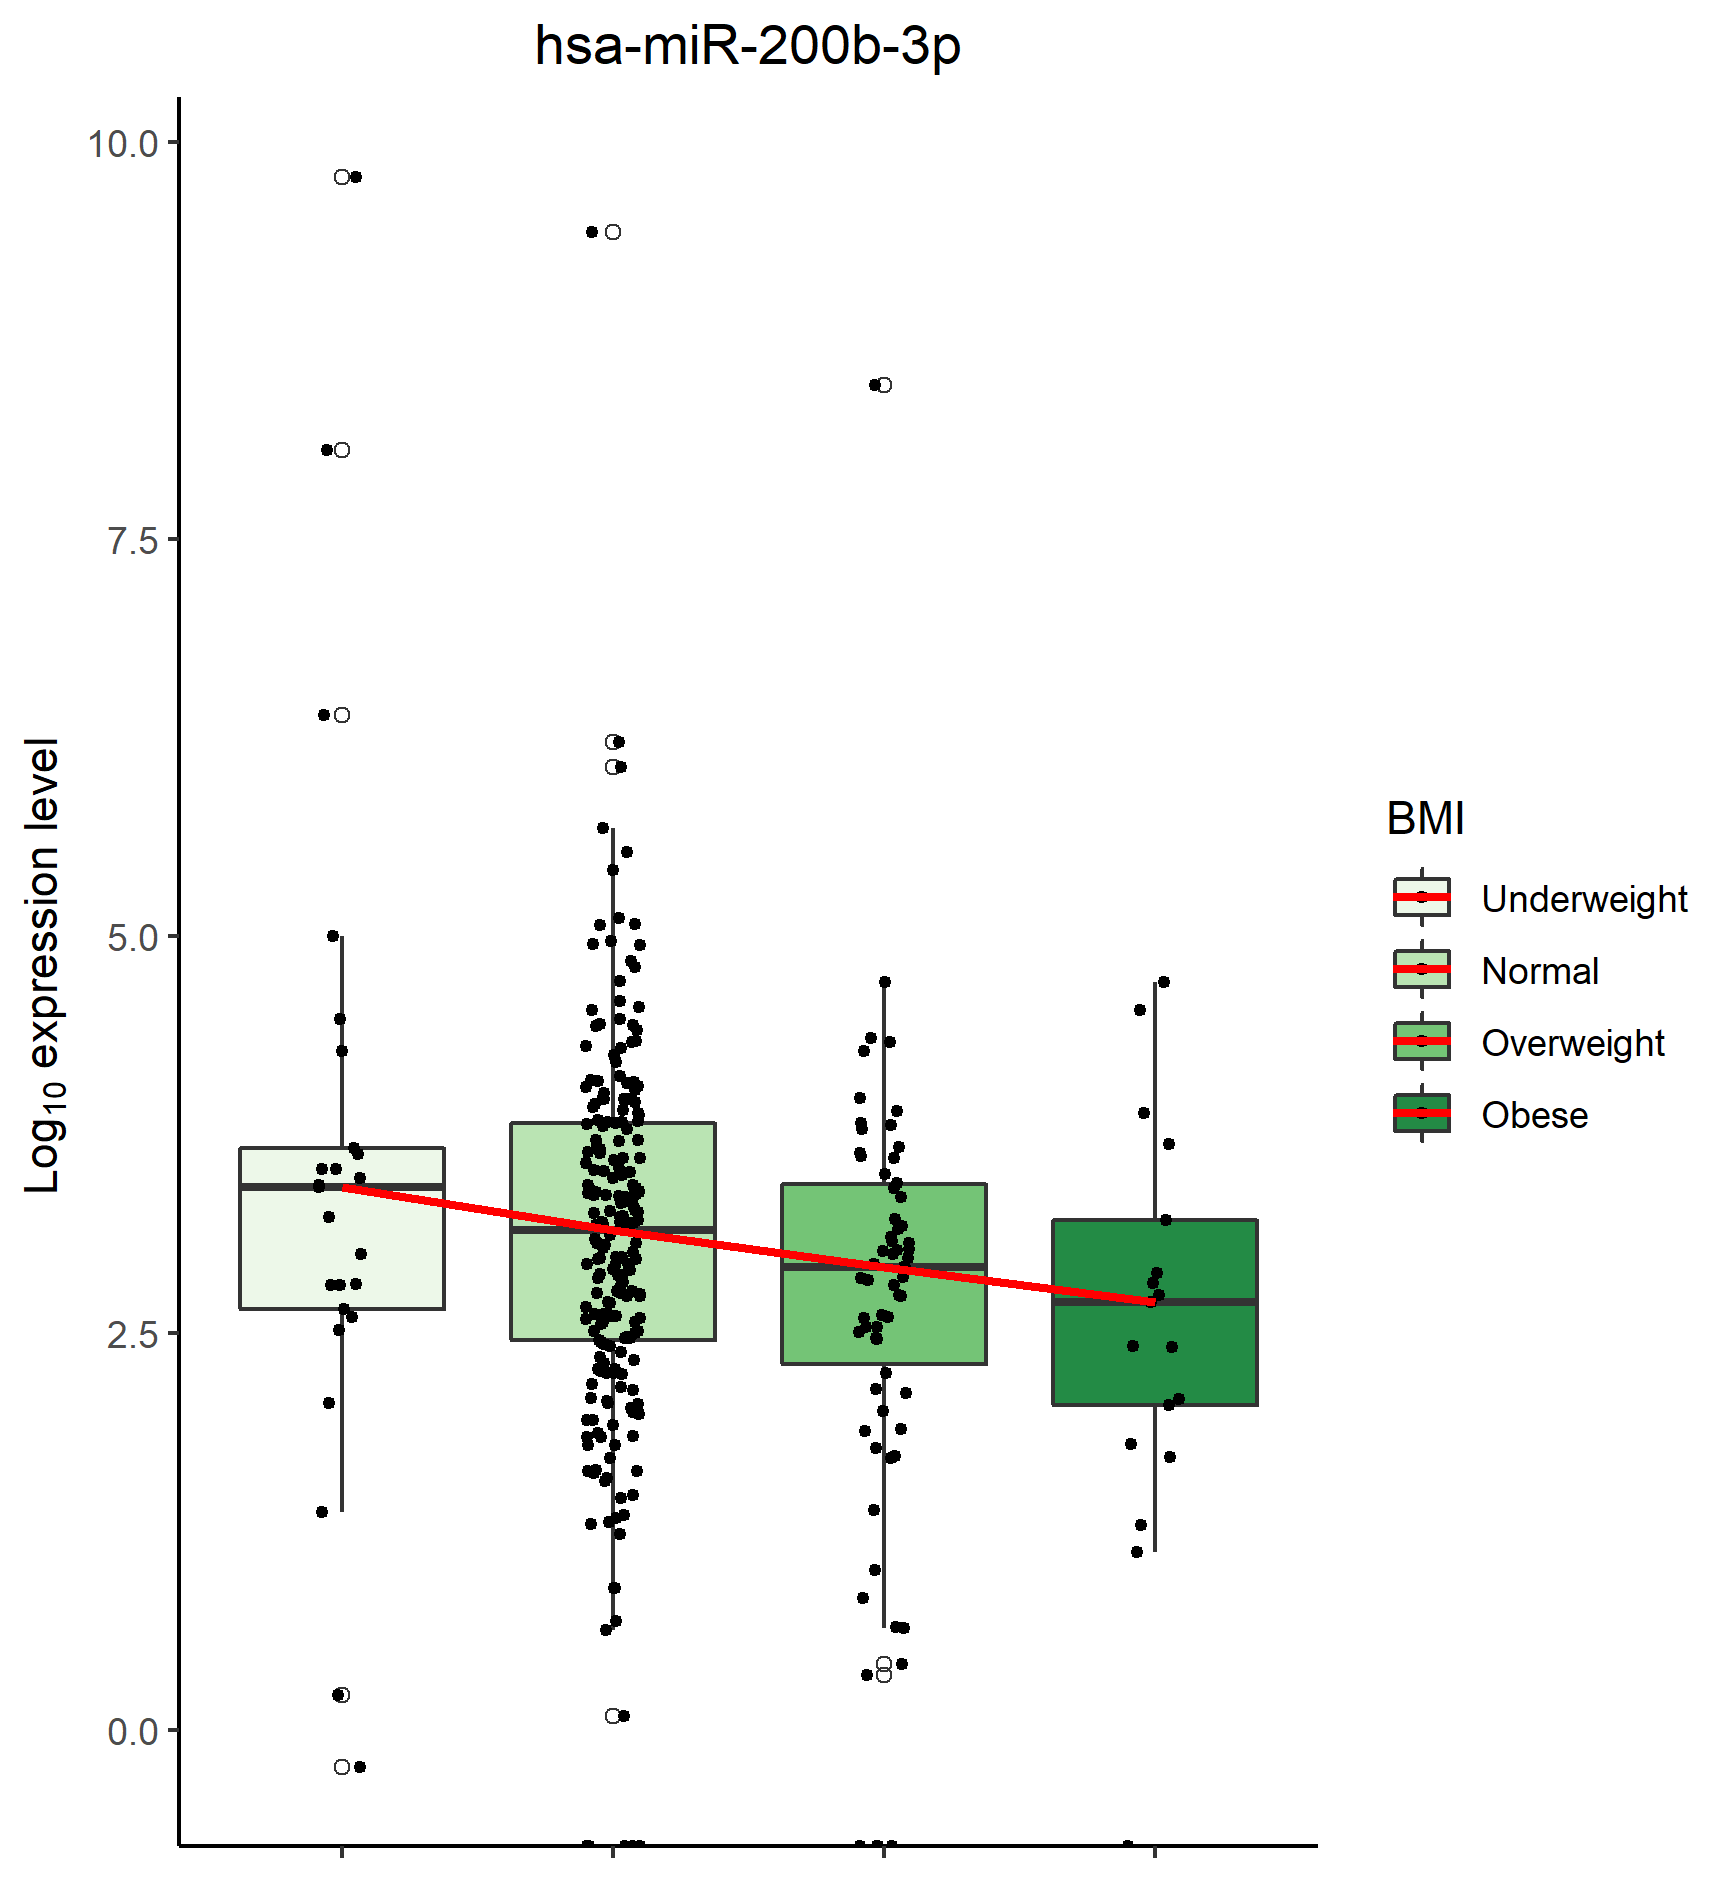 hsa-miR-200b-3p
10.0
7.5
5.0
2.5
0.0
Log10 expression level
BMI
Underweight
Normal
Overweight
Obese